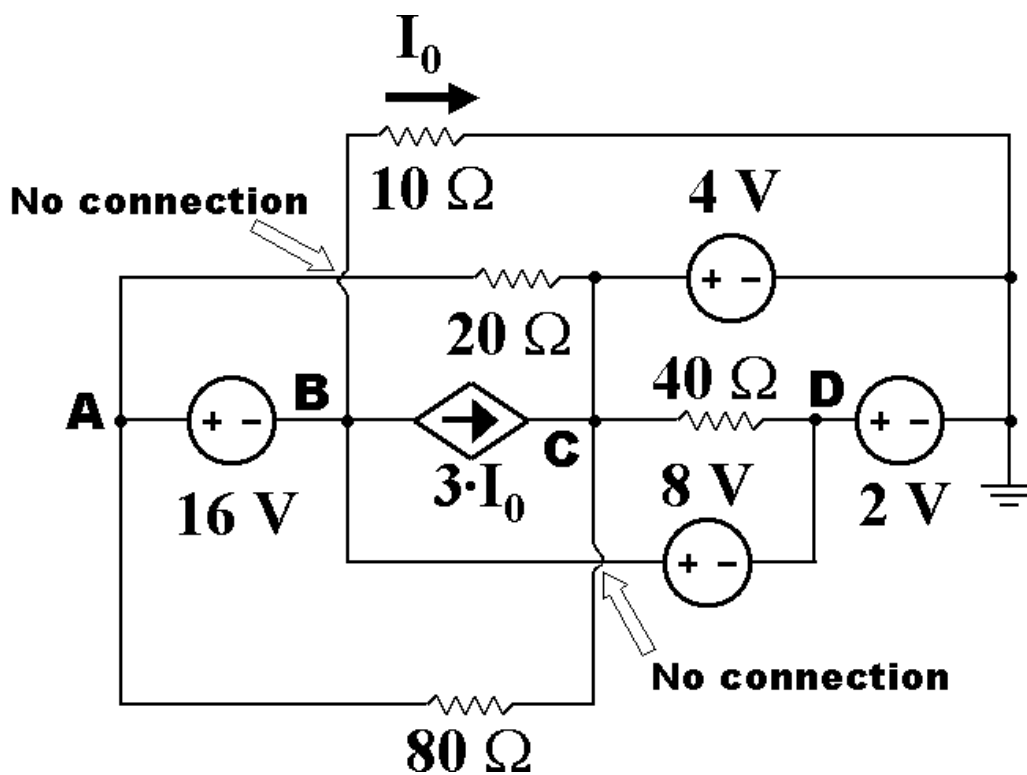 I₀
10 Ω
No connection
4 V
20 Ω
40 Ω
A
B
C
D
+ -
+ -
+ -
+ -
16 V
3·I₀
8 V
2 V
No connection
80 Ω